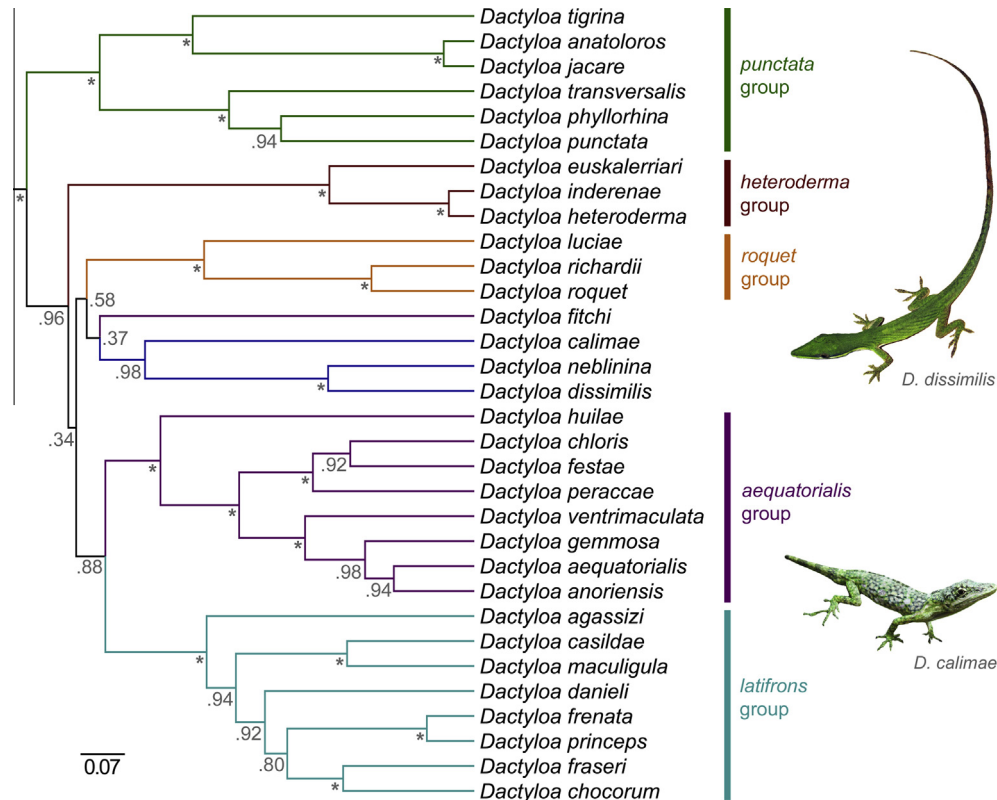 Dactyloa tigrina
Dactyloa anatoloros
Dactyloa jacare
Dactyloa transversalis
Dactyloa phyllorhina
Dactyloa punctata
Dactyloa euskalerriari
Dactyloa inderenae
Dactyloa heteroderma
Dactyloa luciae
Dactyloa richardii
Dactyloa roquet
Dactyloa fitchi
Dactyloa calimae
Dactyloa neblinina
Dactyloa dissimilis
Dactyloa huilae
Dactyloa chloris
Dactyloa festae
Dactyloa peraccae
Dactyloa ventrimaculata
Dactyloa gemmosa
Dactyloa aequatorialis
Dactyloa anoriensis
Dactyloa agassizi
Dactyloa casildae
Dactyloa maculigula
Dactyloa danieli
Dactyloa frenata
Dactyloa princeps
Dactyloa fraseri
Dactyloa chocorum
punctata
group
heteroderma
group
roquet
group
aequatorialis
group
latifrons
group
D. dissimilis
D. calimae
*
*
*
*
*
.94
*
*
*
*
.96
.58
.37
.98
*
.34
*
.92
*
*
*
.98
.94
.88
*
*
.94
.92
*
.80
*
0.07